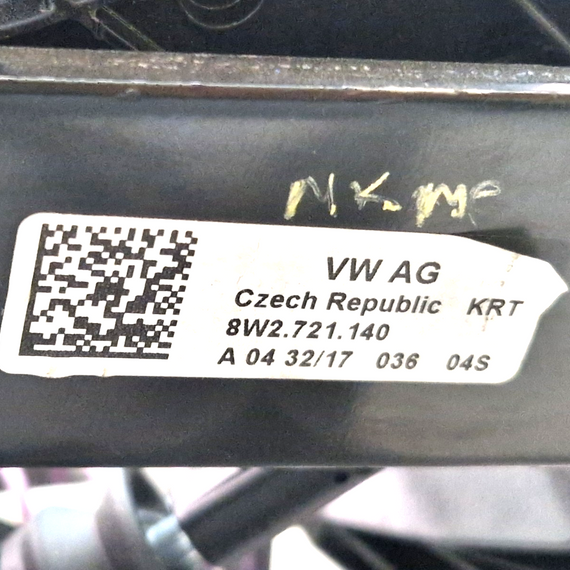 VW AG
Czech Republic KRT
8W2.721.140
A 04 32/17 036 04S